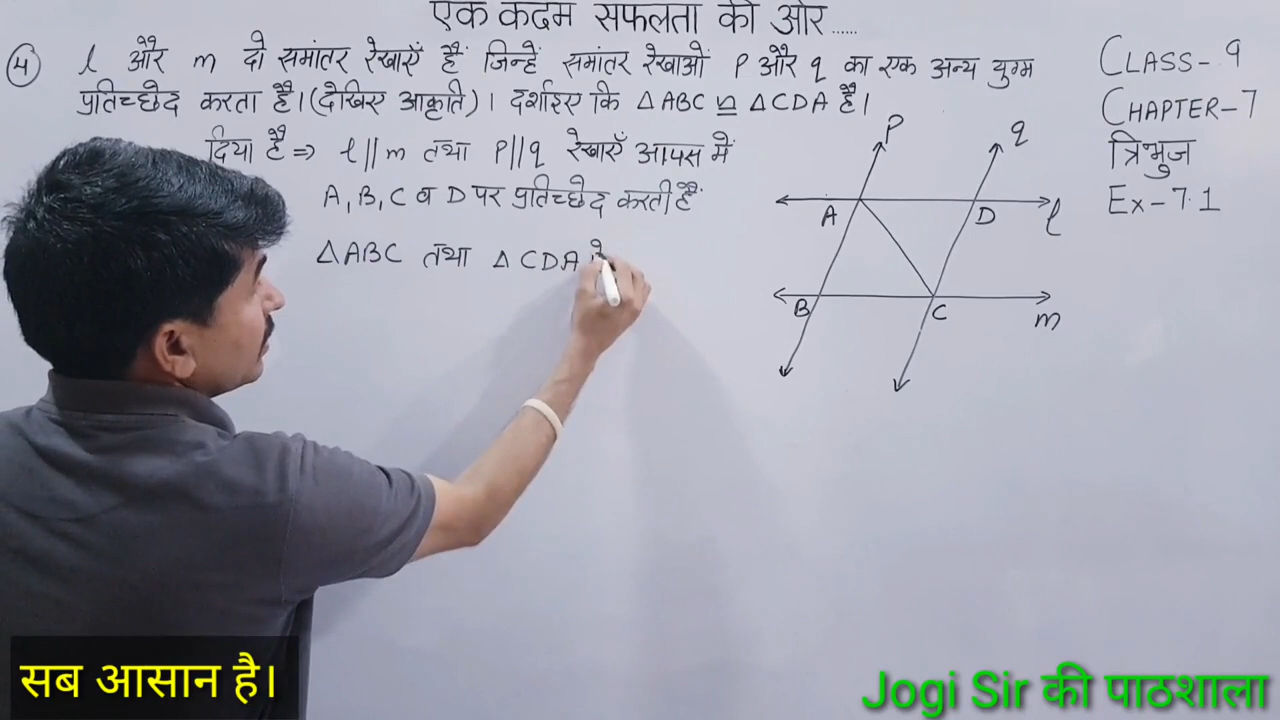 एक कदम सफलता की ओर......
④ l और m दो समांतर रेखाएँ हैं जिन्हें समांतर रेखाओं P और q का एक अन्य युग्म
प्रतिच्छेद करता है। (देखिए आकृति)। दर्शाइए कि △ABC ≌ △CDA है।
दिया है ⇒ l || m तथा P || q रेखाएँ आपस में
A, B, C व D पर प्रतिच्छेद करती हैं
△ABC तथा △CDA
CLASS-9
CHAPTER-7
त्रिभुज
Ex-7.1
P
q
A
D
l
B
C
m
सब आसान है।
Jogi Sir की पाठशाला